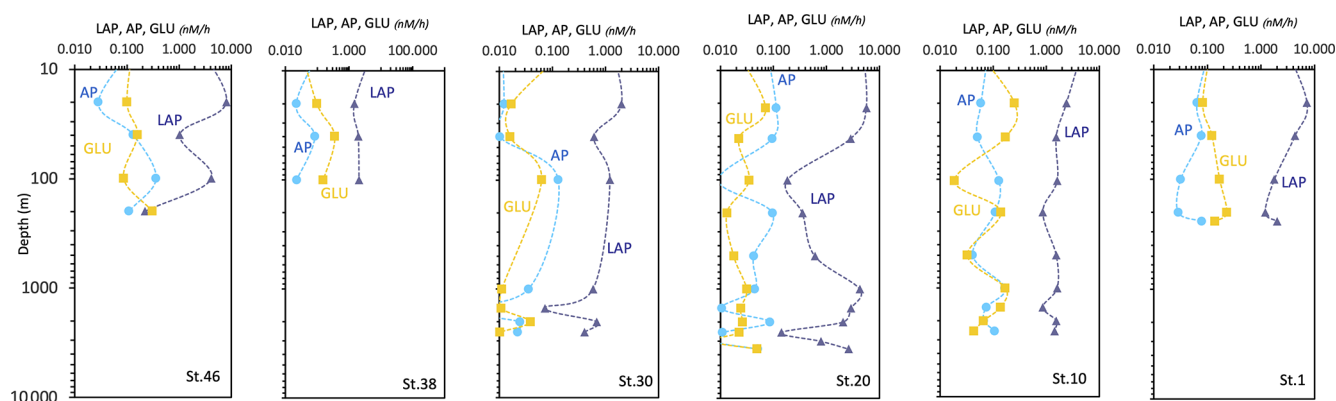 LAP, AP, GLU (nM/h)
0.010 0.100 1.000 10.000
10
100
1000
10.000
Depth (m)
AP
LAP
GLU
St.46
LAP, AP, GLU (nM/h)
0.010 1.000 100.000
LAP
AP
GLU
St.38
LAP, AP, GLU (nM/h
0.010 0.100 1.000 10.000
AP
GLU
LAP
St.30
LAP, AP, GLU (nM/h)
0.010 0.100 1.000 10.000
AP
GLU
LAP
St.20
LAP, AP, GLU (nM/h)
0.010 0.100 1.000 10.000
AP
LAP
GLU
St.10
LAP, AP, GLU (nM/h)
0.010 0.100 1.000 10.000
AP
GLU
LAP
St.1